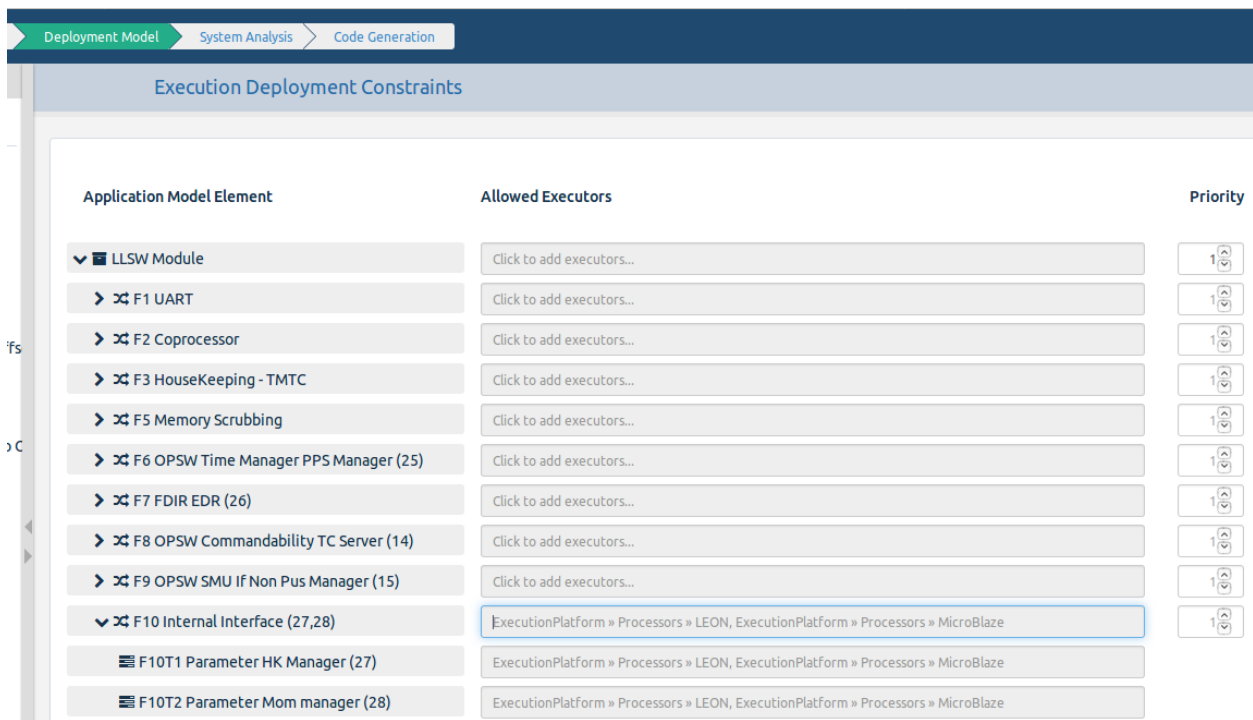 Deployment Model System Analysis Code Generation
Execution Deployment Constraints
Application Model Element Allowed Executors Priority
LLSW Module Click to add executors... 1
F1 UART Click to add executors... 1
F2 Coprocessor Click to add executors... 1
ffs
F3 HouseKeeping - TMTC Click to add executors... 1
F5 Memory Scrubbing Click to add executors... 1
F6 OPSW Time Manager PPS Manager (25) Click to add executors... 1
F7 FDIR EDR (26) Click to add executors... 1
F8 OPSW Commandability TC Server (14) Click to add executors... 1
F9 OPSW SMU If Non Pus Manager (15) Click to add executors... 1
F10 Internal Interface (27,28) ExecutionPlatform » Processors » LEON, ExecutionPlatform » Processors » MicroBlaze 1
F10T1 Parameter HK Manager (27) ExecutionPlatform » Processors » LEON, ExecutionPlatform » Processors » MicroBlaze
F10T2 Parameter Mom manager (28) ExecutionPlatform » Processors » LEON, ExecutionPlatform » Processors » MicroBlaze